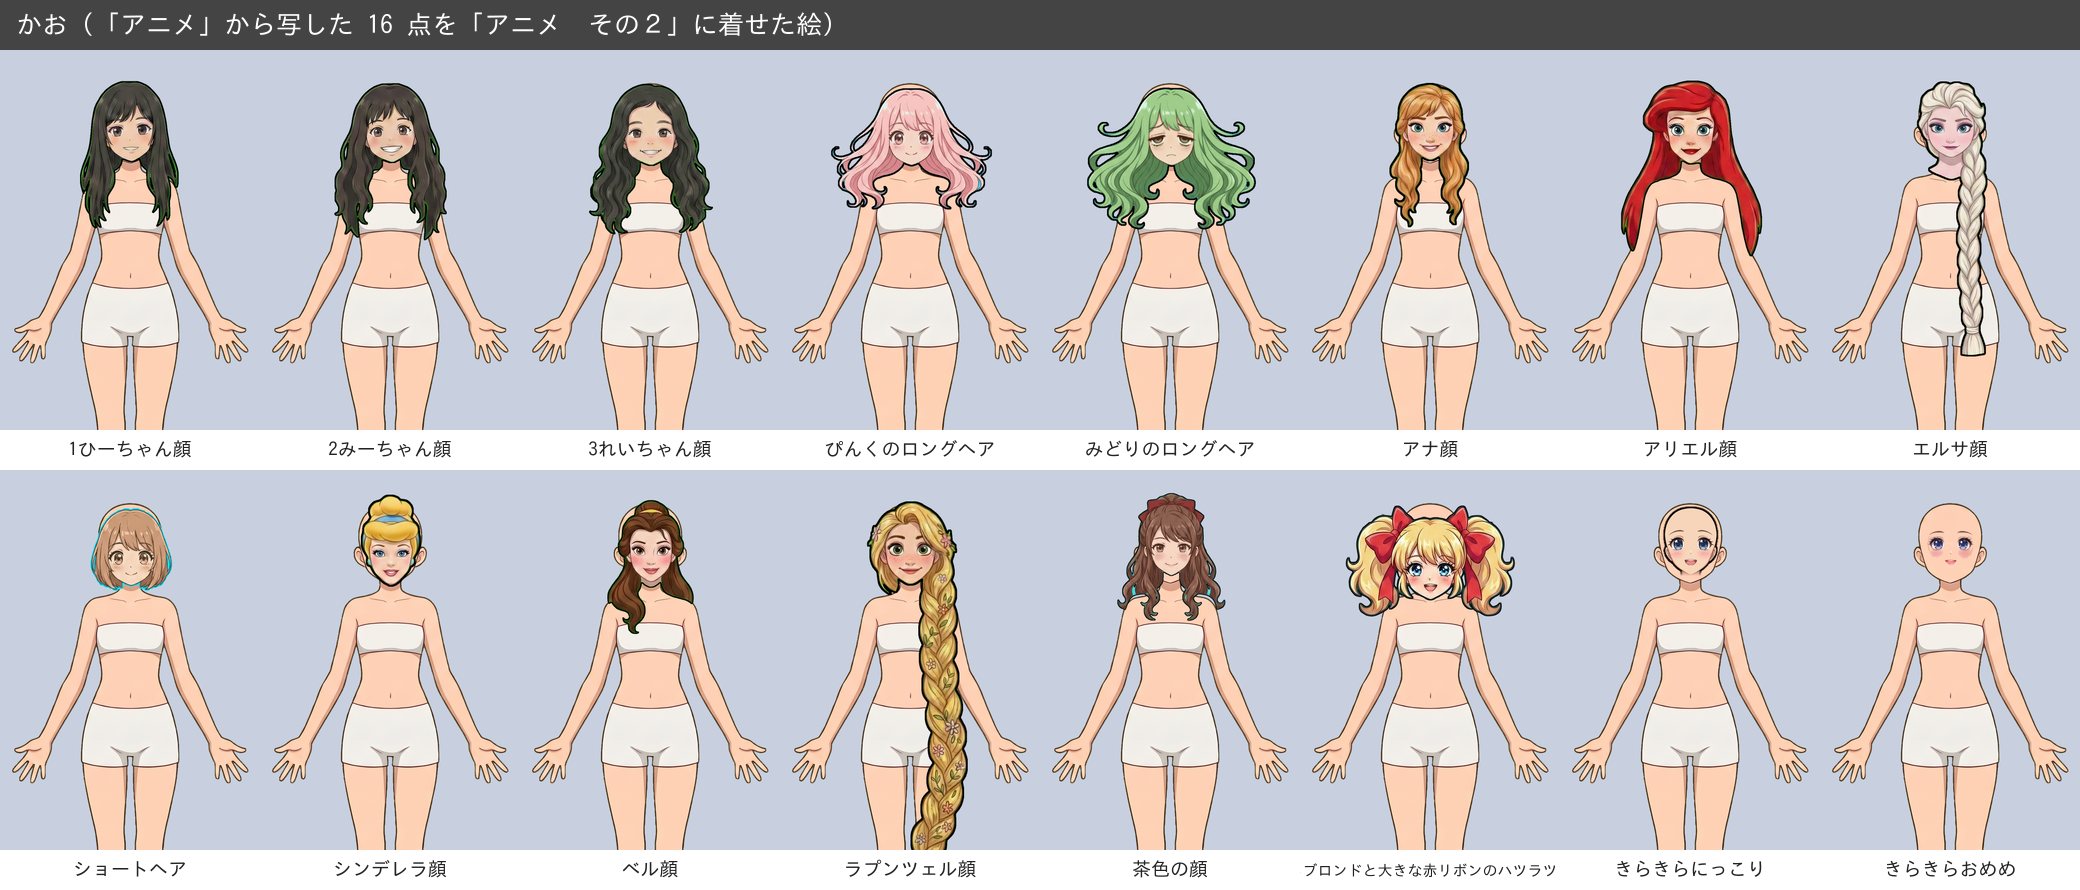 かお（「アニメ」から写した 16 点を「アニメ　その２」に着せた絵）
1ひーちゃん顔
2みーちゃん顔
3れいちゃん顔
ぴんくのロングヘア
みどりのロングヘア
アナ顔
アリエル顔
エルサ顔
ショートヘア
シンデレラ顔
ベル顔
ラプンツェル顔
茶色の顔
ブロンドと大きな赤リボンのハツラツ
きらきらにっこり
きらきらおめめ